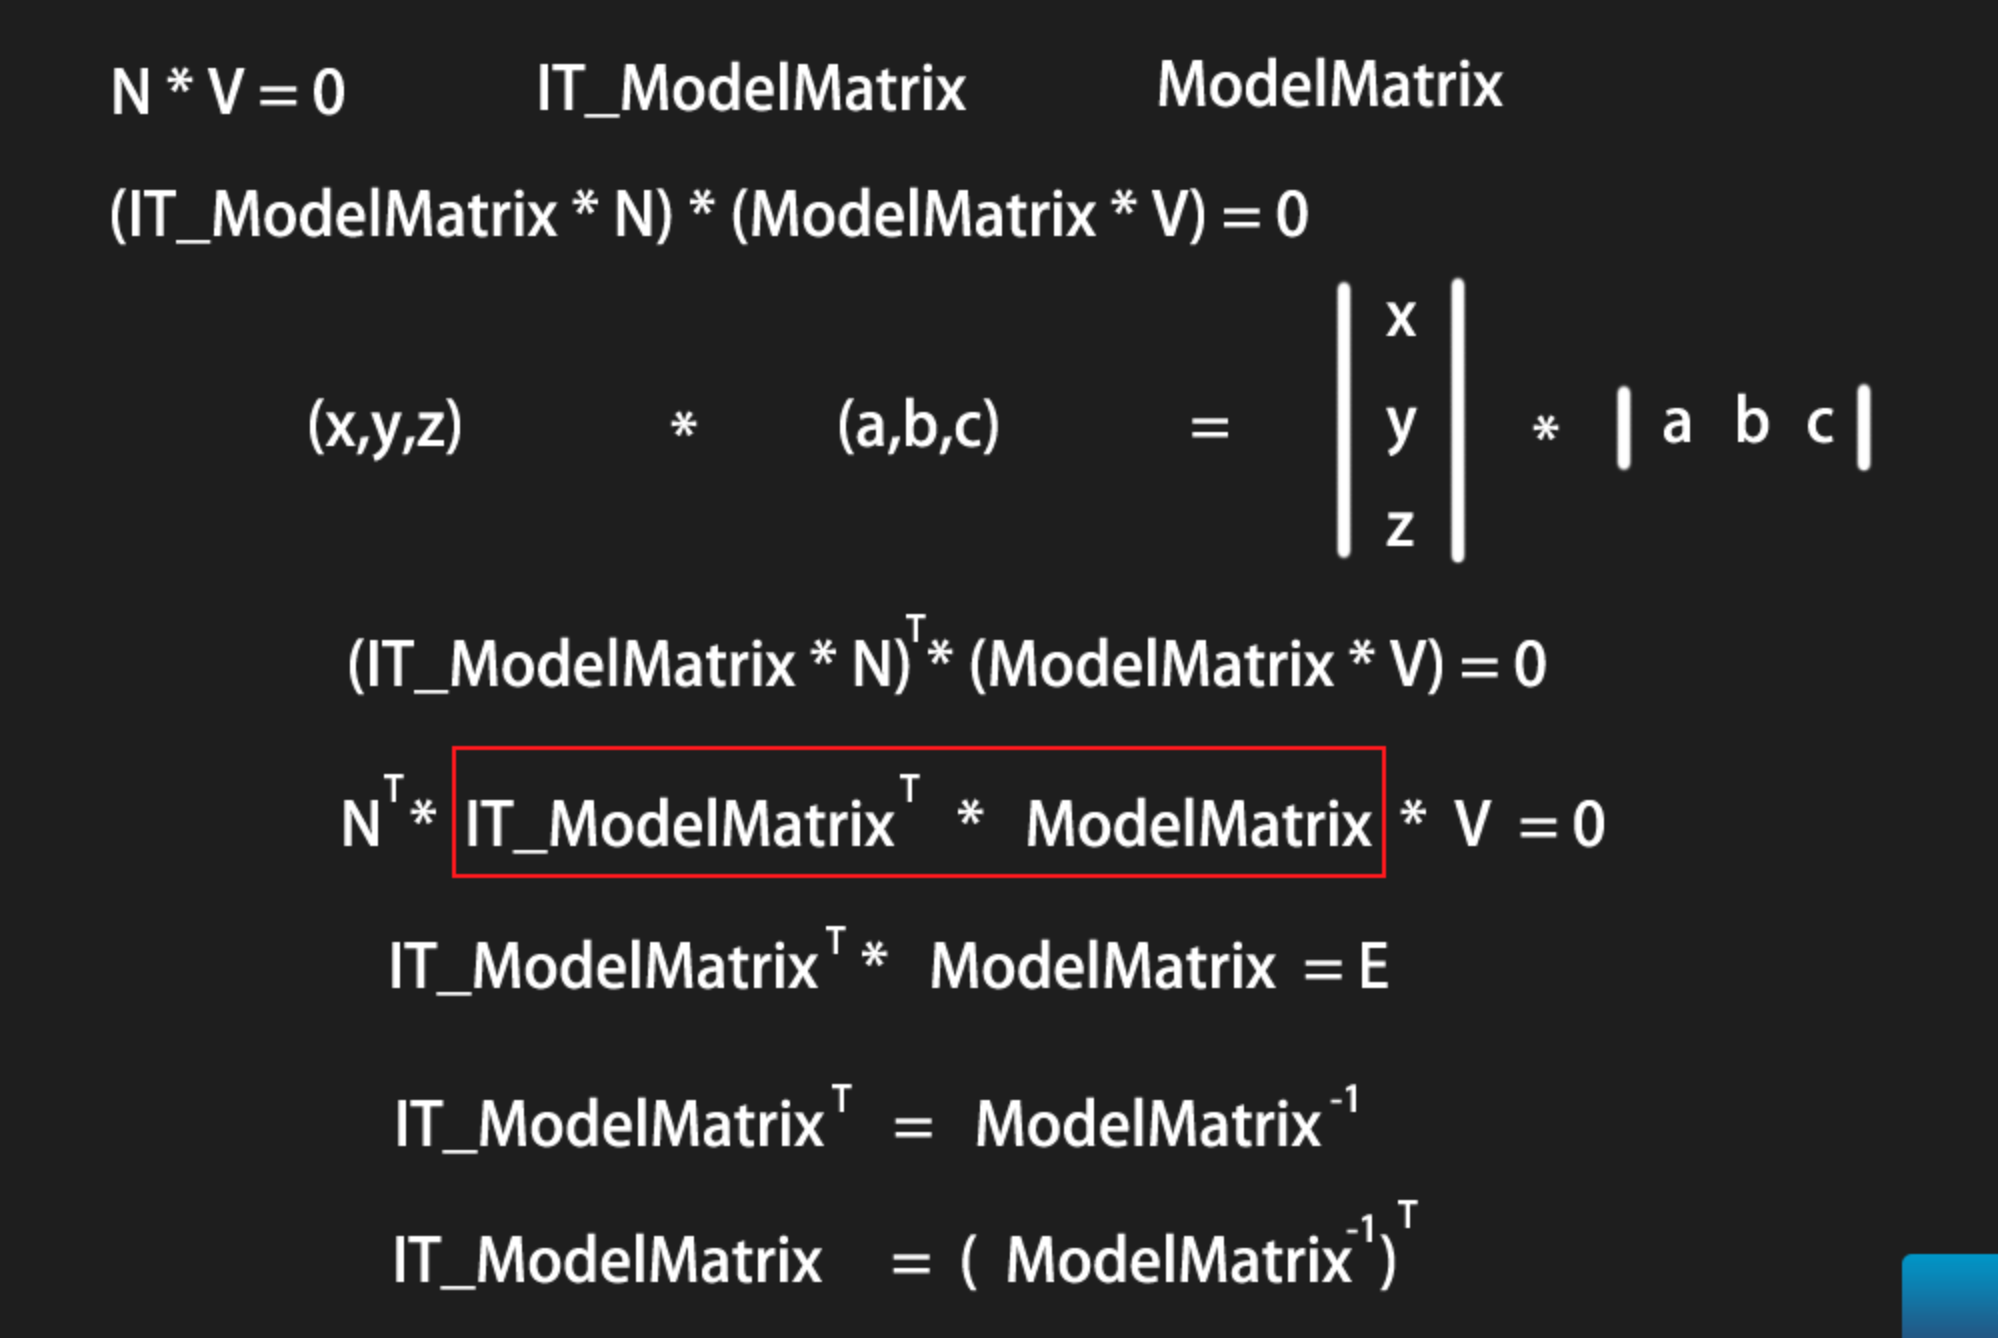 N * V = 0 IT_ModelMatrix ModelMatrix
(IT_ModelMatrix * N) * (ModelMatrix * V) = 0
(x,y,z) * (a,b,c) = | x y z | * | a b c |
(IT_ModelMatrix * N)ᵀ * (ModelMatrix * V) = 0
Nᵀ * IT_ModelMatrixᵀ * ModelMatrix * V = 0
IT_ModelMatrixᵀ * ModelMatrix = E
IT_ModelMatrixᵀ = ModelMatrix⁻¹
IT_ModelMatrix = ( ModelMatrix⁻¹)ᵀ